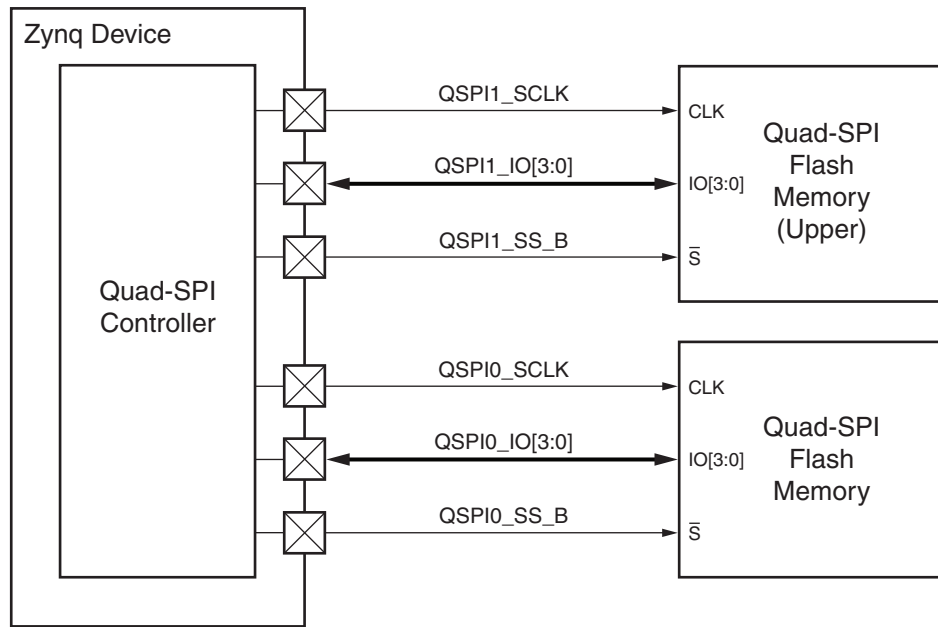 Zynq Device
Quad-SPI
Controller
QSPI1_SCLK
QSPI1_IO[3:0]
QSPI1_SS_B
CLK
IO[3:0]
S̅
Quad-SPI
Flash
Memory
(Upper)
QSPI0_SCLK
QSPI0_IO[3:0]
QSPI0_SS_B
CLK
IO[3:0]
S̅
Quad-SPI
Flash
Memory